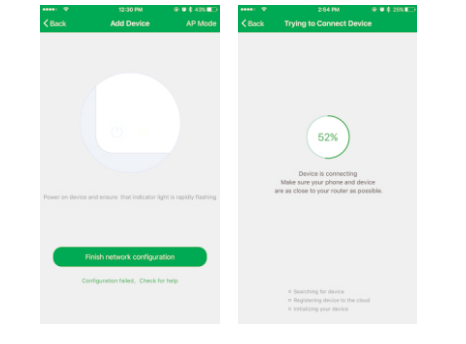 12:30 PM
43%
Back
Add Device
AP Mode
Power on device and ensure that indicator light is rapidly flashing
Finish network configuration
Configuration failed, Check for help
2:54 PM
25%
Back
Trying to Connect Device
52%
Device is connecting
Make sure your phone and device
are as close to your router as possible.
Searching for device
Registering device to the cloud
Initializing your device